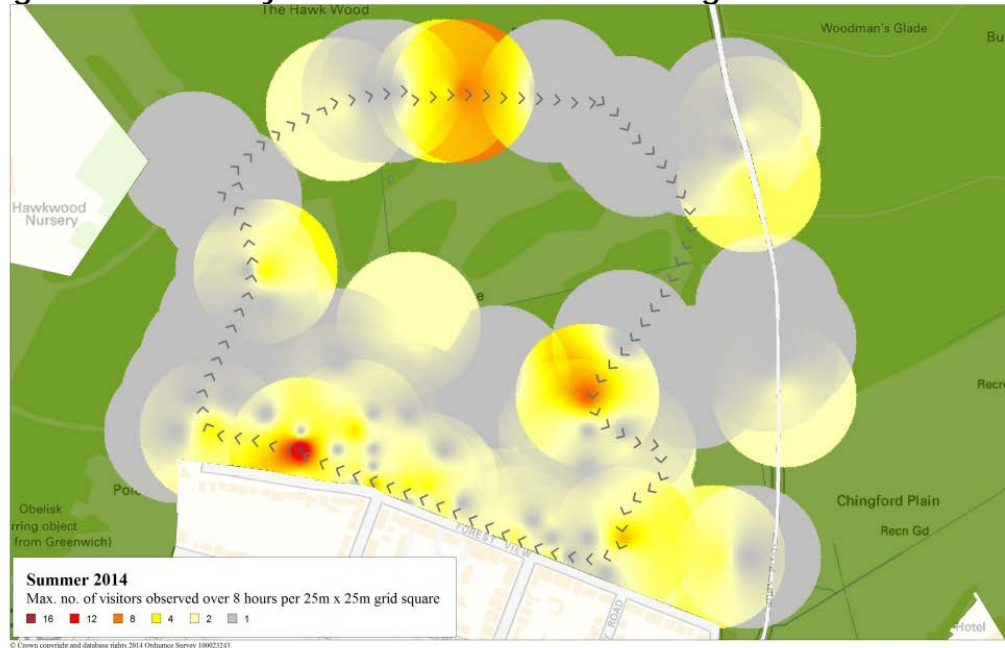 The Hawk Wood
Woodman's Glade
Bu
Hawkwood
Nursery
e
Recre
Obelisk
rring object
from Greenwich)
Chingford Plain
Recn Gd
FOREST VIEW
ROAD
Hotel
Summer 2014
Max. no. of visitors observed over 8 hours per 25m x 25m grid square
16 12 8 4 2 1
© Crown copyright and database rights 2014 Ordnance Survey 100023243.